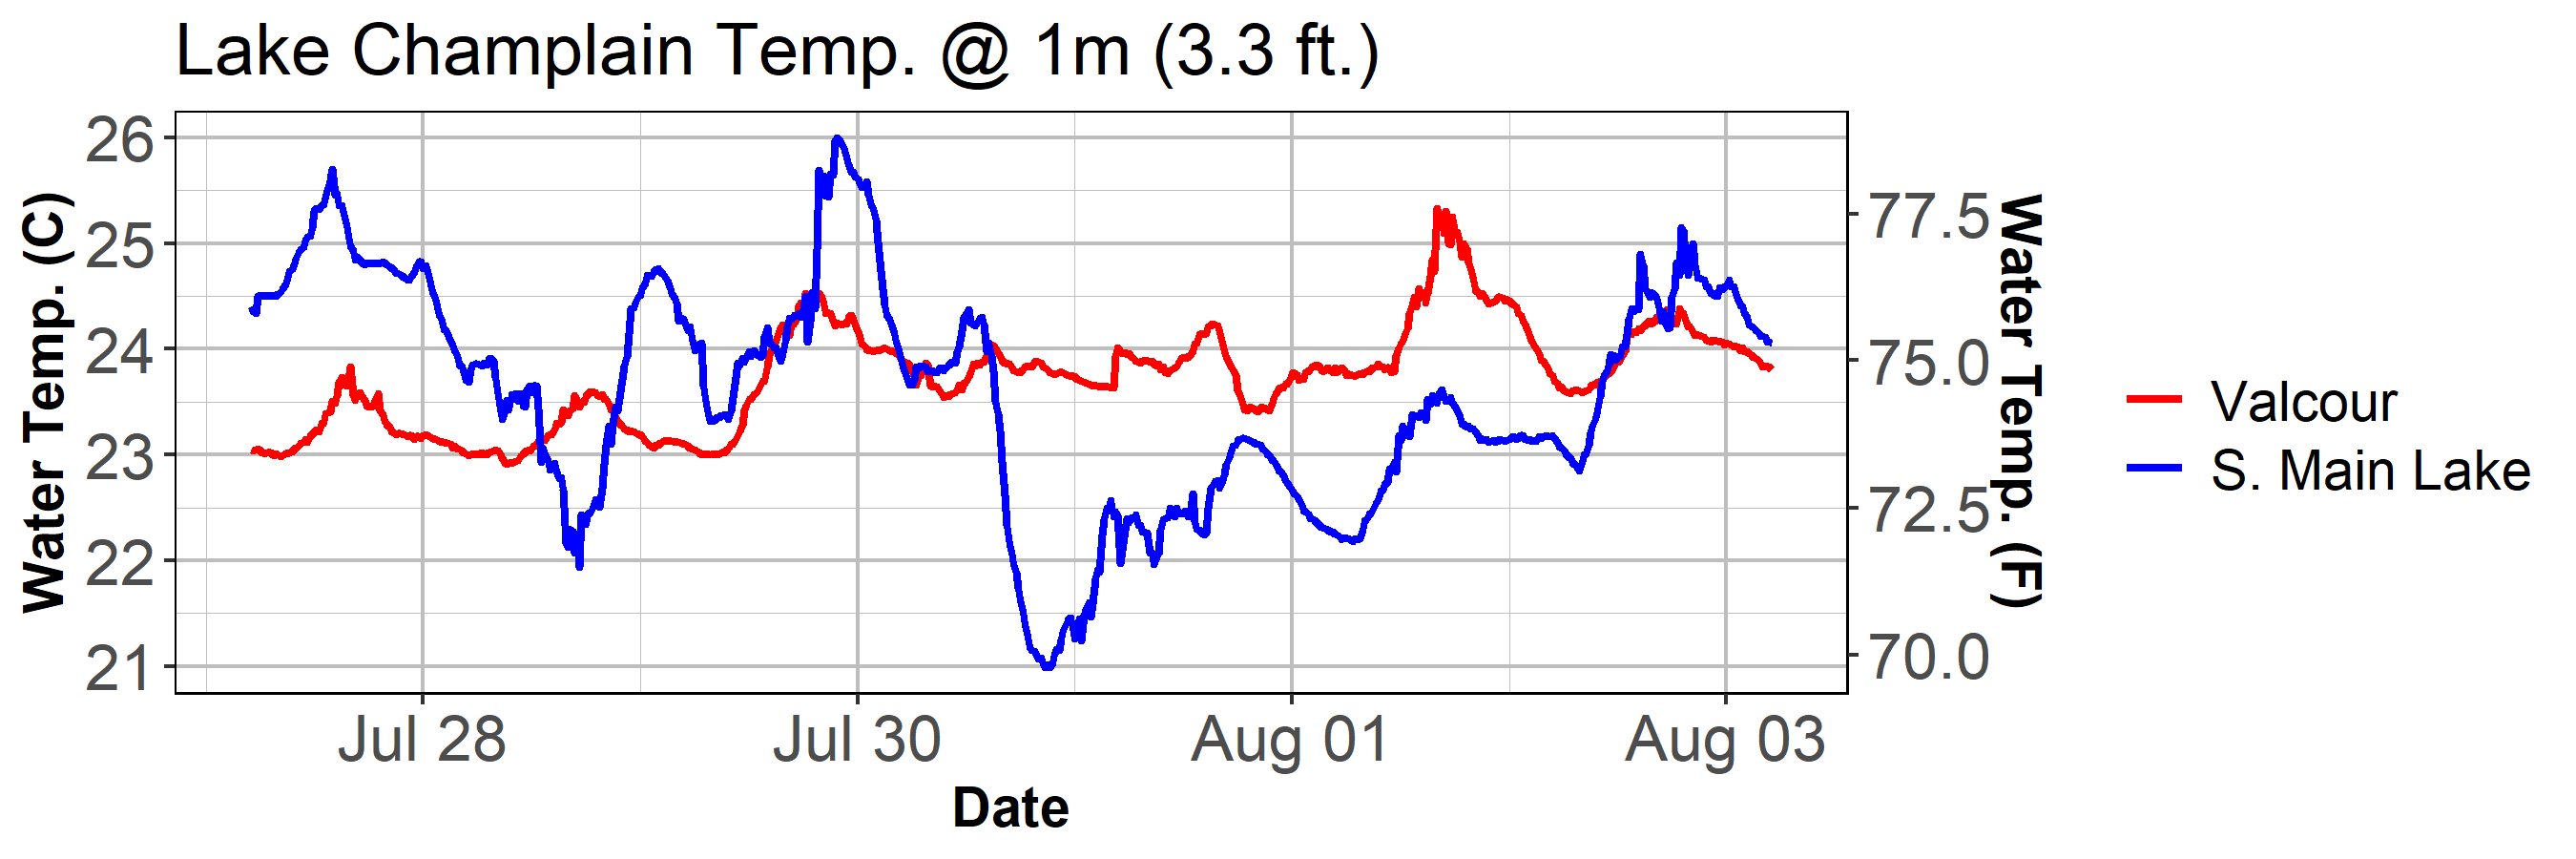 Lake Champlain Temp. @ 1m (3.3 ft.)
Water Temp. (C)
26
25
24
23
22
21
77.5
75.0
72.5
70.0
Water Temp. (F)
Jul 28
Jul 30
Aug 01
Aug 03
Date
Valcour
S. Main Lake